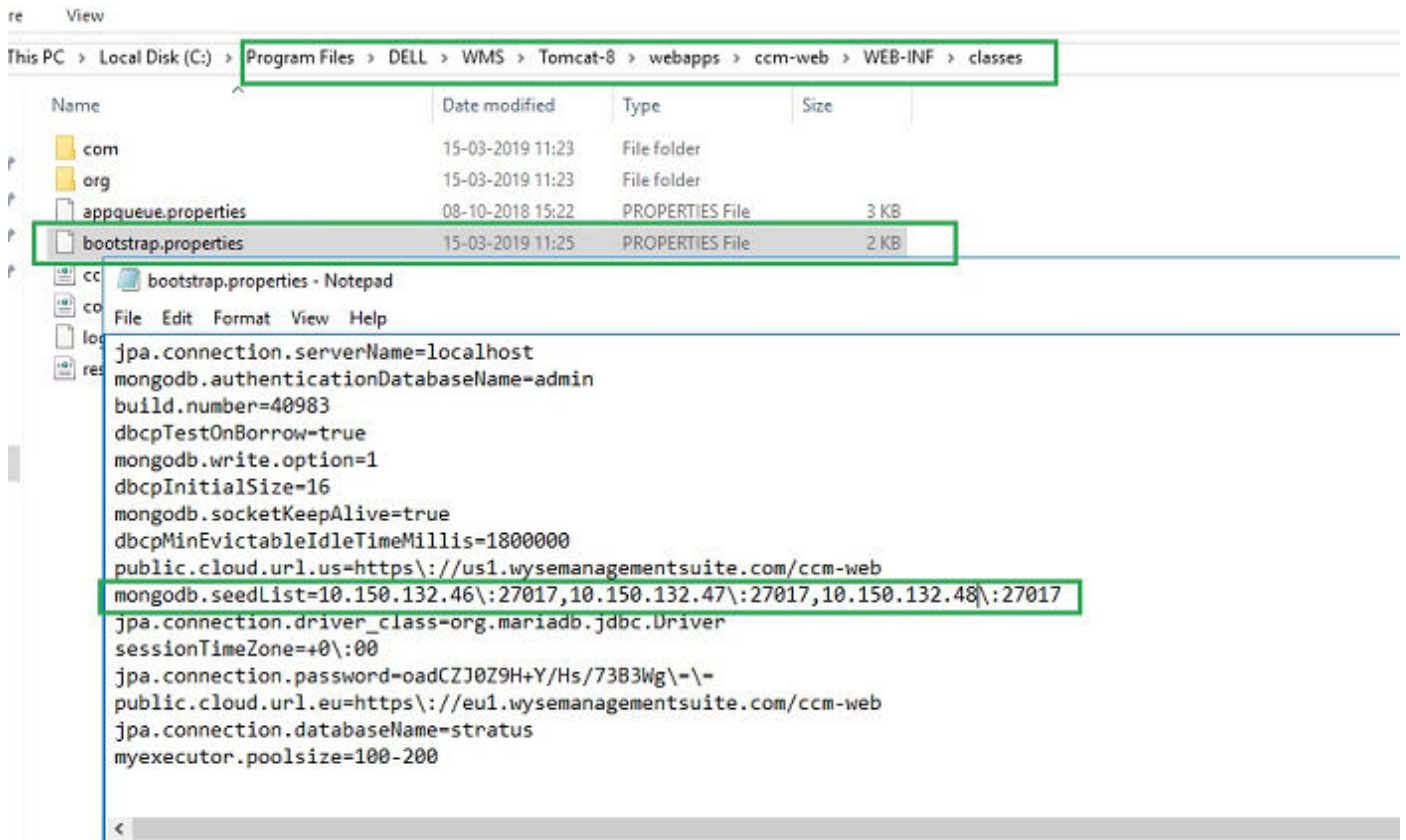 re View
This PC > Local Disk (C:) > Program Files > DELL > WMS > Tomcat-8 > webapps > ccm-web > WEB-INF > classes
Name Date modified Type Size
com 15-03-2019 11:23 File folder
org 15-03-2019 11:23 File folder
appqueue.properties 08-10-2018 15:22 PROPERTIES File 3 KB
bootstrap.properties 15-03-2019 11:25 PROPERTIES File 2 KB
cc
bootstrap.properties - Notepad
co
File Edit Format View Help
log
res
jpa.connection.serverName=localhost
mongodb.authenticationDatabaseName=admin
build.number=40983
dbcpTestOnBorrow=true
mongodb.write.option=1
dbcpInitialSize=16
mongodb.socketKeepAlive=true
dbcpMinEvictableIdleTimeMillis=1800000
public.cloud.url.us=https\://us1.wysemanagementsuite.com/ccm-web
mongodb.seedList=10.150.132.46\:27017,10.150.132.47\:27017,10.150.132.48\:27017
jpa.connection.driver_class=org.mariadb.jdbc.Driver
sessionTimeZone=+0\:00
jpa.connection.password=oadCZJ0Z9H+Y/Hs/73B3Wg\=\=
public.cloud.url.eu=https\://eu1.wysemanagementsuite.com/ccm-web
jpa.connection.databaseName=stratus
myexecutor.poolsize=100-200